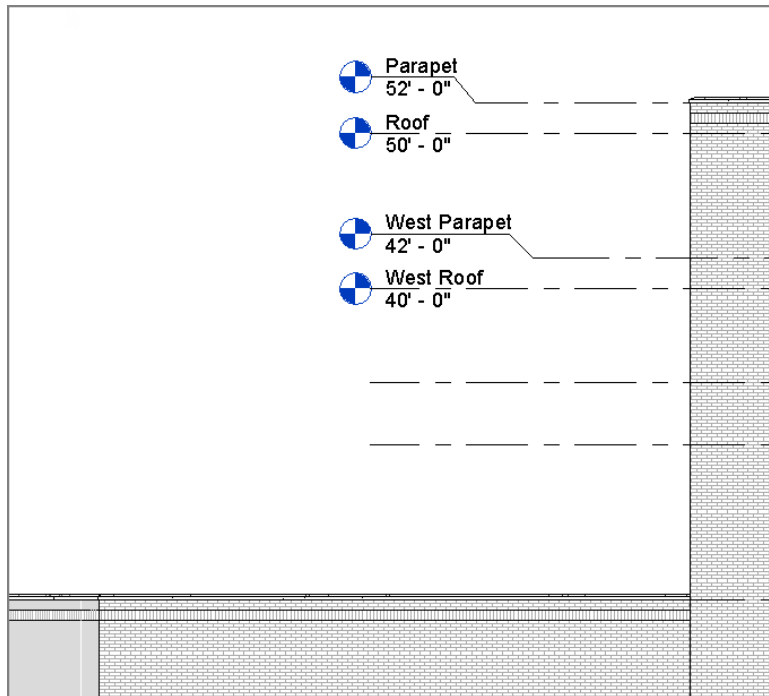 Parapet
52' - 0"
Roof
50' - 0"
West Parapet
42' - 0"
West Roof
40' - 0"